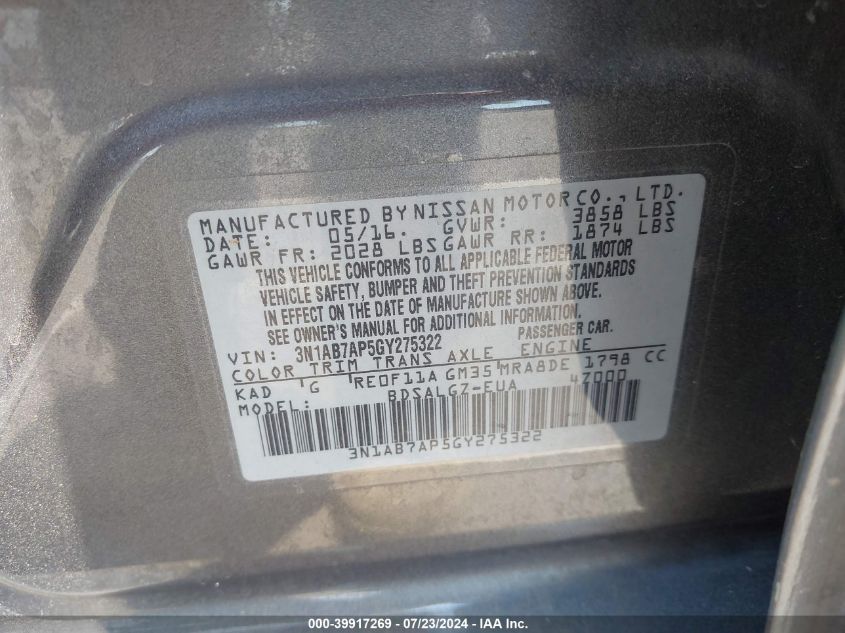 MANUFACTURED BY NISSAN MOTOR CO., LTD.
DATE: 05/16. GVWR: 3858 LBS
GAWR FR: 2028 LBS GAWR RR: 1874 LBS
THIS VEHICLE CONFORMS TO ALL APPLICABLE FEDERAL MOTOR
VEHICLE SAFETY, BUMPER AND THEFT PREVENTION STANDARDS
IN EFFECT ON THE DATE OF MANUFACTURE SHOWN ABOVE.
SEE OWNER'S MANUAL FOR ADDITIONAL INFORMATION.
VIN: 3N1AB7AP5GY275322 PASSENGER CAR.
COLOR TRIM TRANS AXLE ENGINE
KAD G RE0F11A GM35 MRA8DE 1798 CC
MODEL: BDSALGZ-EUA 47000
3N1AB7AP5GY275322
000-39917269 / 07/23/2024 - IAA, Inc.